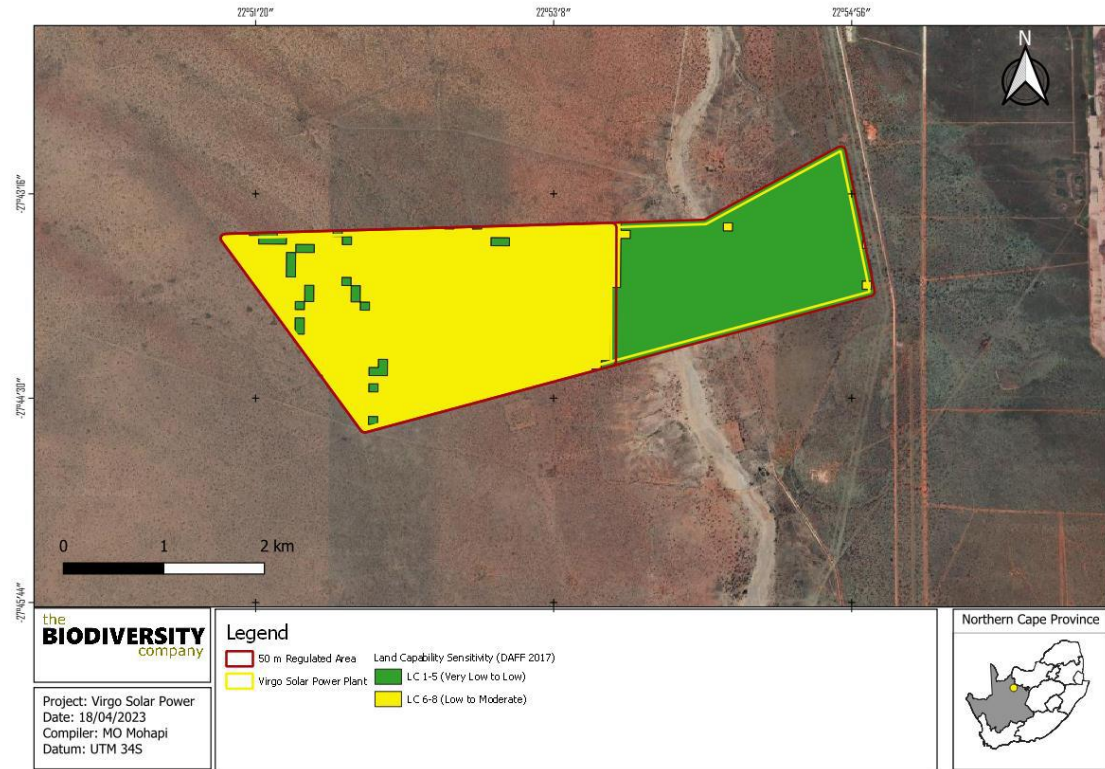 22°51'20"
22°53'8"
22°54'56"
N
-27°43'16"
-27°44'30"
-27°45'44"
0 1 2 km
the
BIODIVERSITY
company
Project: Virgo Solar Power
Date: 18/04/2023
Compiler: MO Mohapi
Datum: UTM 34S
Legend
50 m Regulated Area
Virgo Solar Power Plant
Land Capability Sensitivity (DAFF 2017)
LC 1-5 (Very Low to Low)
LC 6-8 (Low to Moderate)
Northern Cape Province